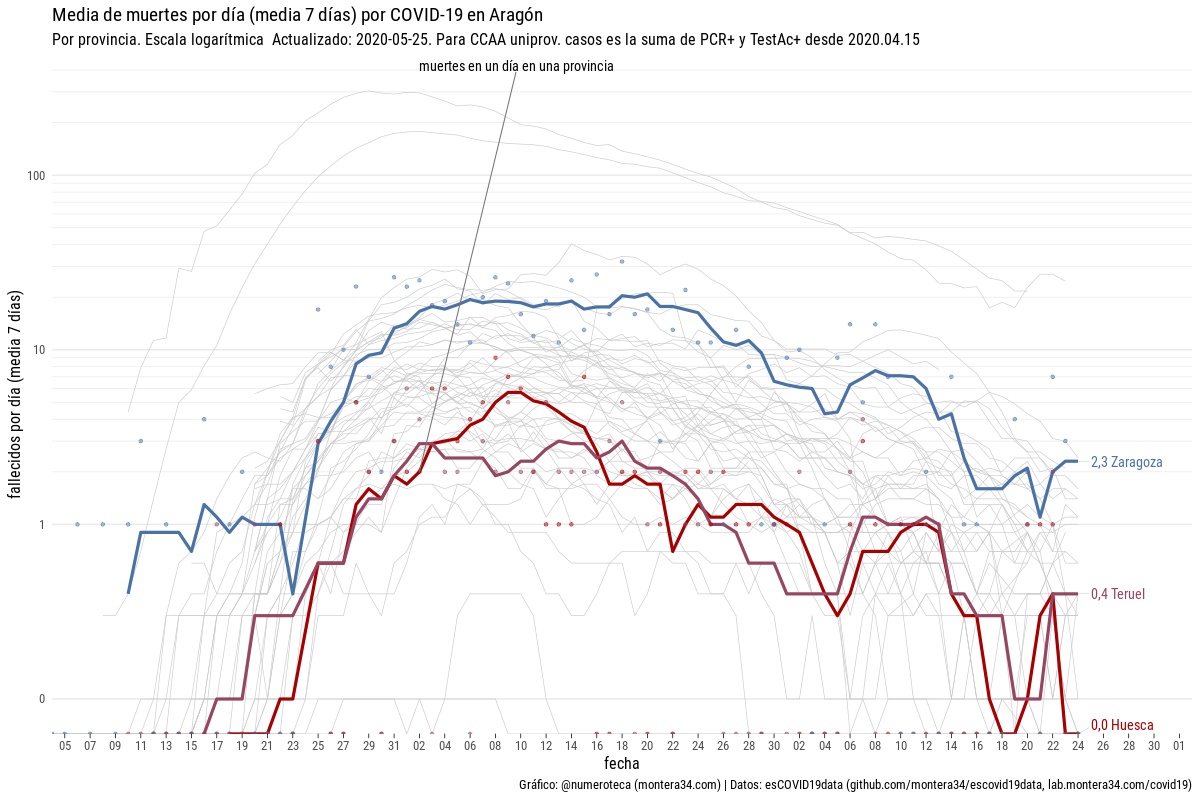 Media de muertes por día (media 7 días) por COVID-19 en Aragón
Por provincia. Escala logarítmica  Actualizado: 2020-05-25. Para CCAA uniprov. casos es la suma de PCR+ y TestAc+ desde 2020.04.15
muertes en un día en una provincia
fallecidos por día (media  7 días)
100
10
1
0
2,3 Zaragoza
0,4 Teruel
0,0 Huesca
05 07 09 11 13 15 17 19 21 23 25 27 29 31 02 04 06 08 10 12 14 16 18 20 22 24 26 28 30 02 04 06 08 10 12 14 16 18 20 22 24 26 28 30 01
fecha
Gráfico: @numeroteca (montera34.com) | Datos: esCOVID19data (github.com/montera34/escovid19data, lab.montera34.com/covid19)